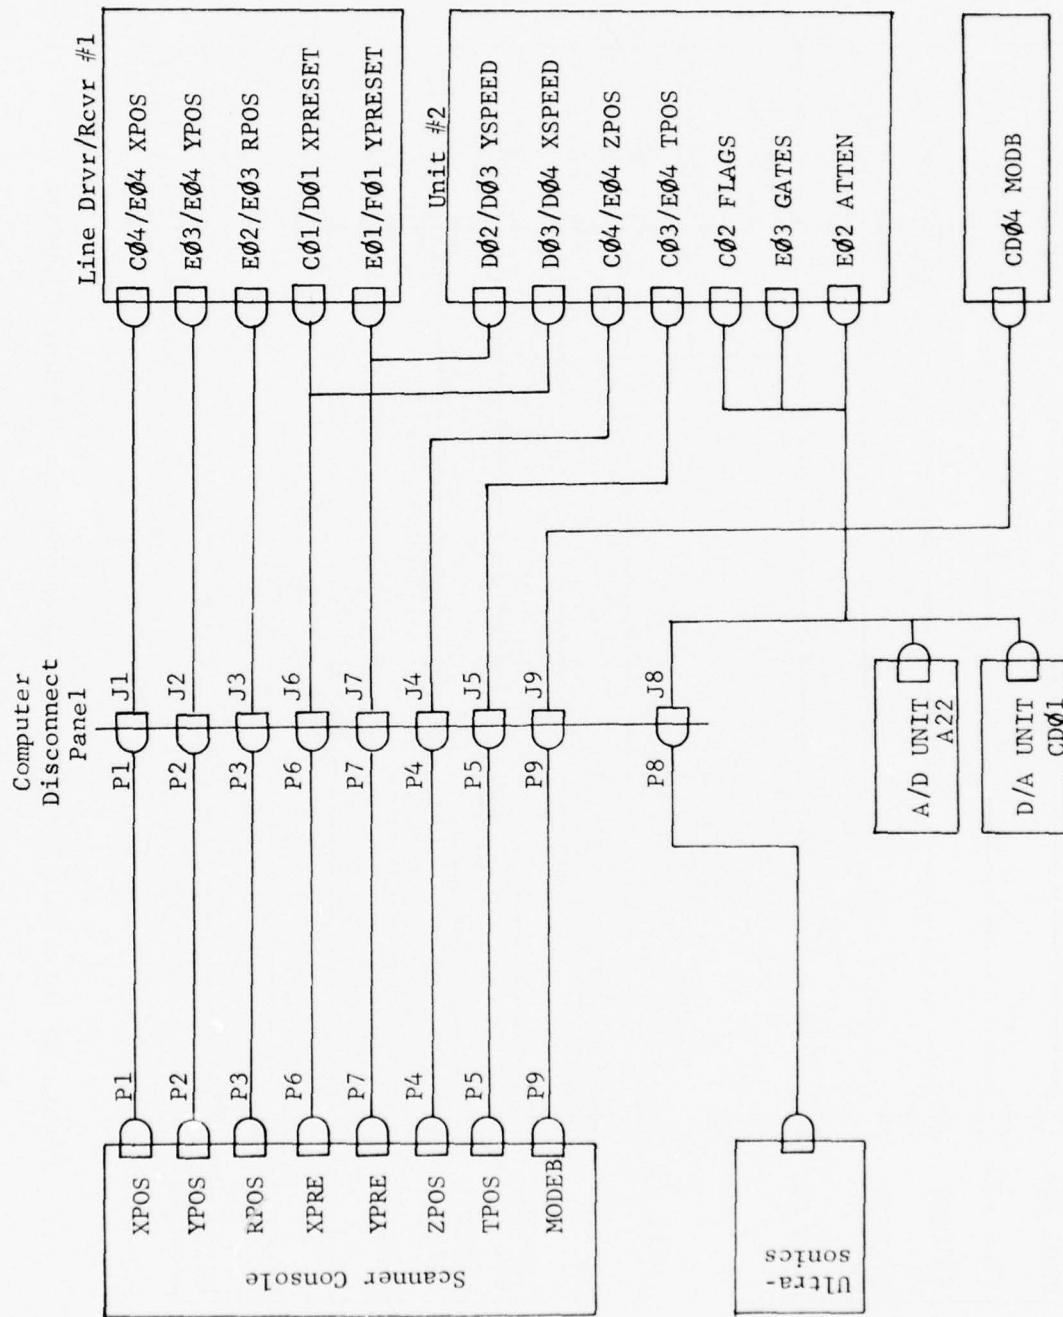 Line Drvr/Rcvr #1
CØ4/EØ4 XPOS
EØ3/EØ4 YPOS
EØ2/EØ3 RPOS
CØ1/DØ1 XPRESET
EØ1/FØ1 YPRESET
Unit #2
DØ2/DØ3 YSPEED
DØ3/DØ4 XSPEED
CØ4/EØ4 ZPOS
CØ3/EØ4 TPOS
CØ2 FLAGS
EØ3 GATES
EØ2 ATTEN
CDØ4 MODB
Computer
Disconnect
Panel
P1 J1
P2 J2
P3 J3
P6 J6
P7 J7
P4 J4
P5 J5
P9 J9
P8 J8
A/D UNIT
A22
D/A UNIT
CDØ1
P1
P2
P3
P6
P7
P4
P5
P9
XPOS
YPOS
RPOS
XPRE
YPRE
ZPOS
TPOS
MODEB
Scanner Console
Ultra-
sonics